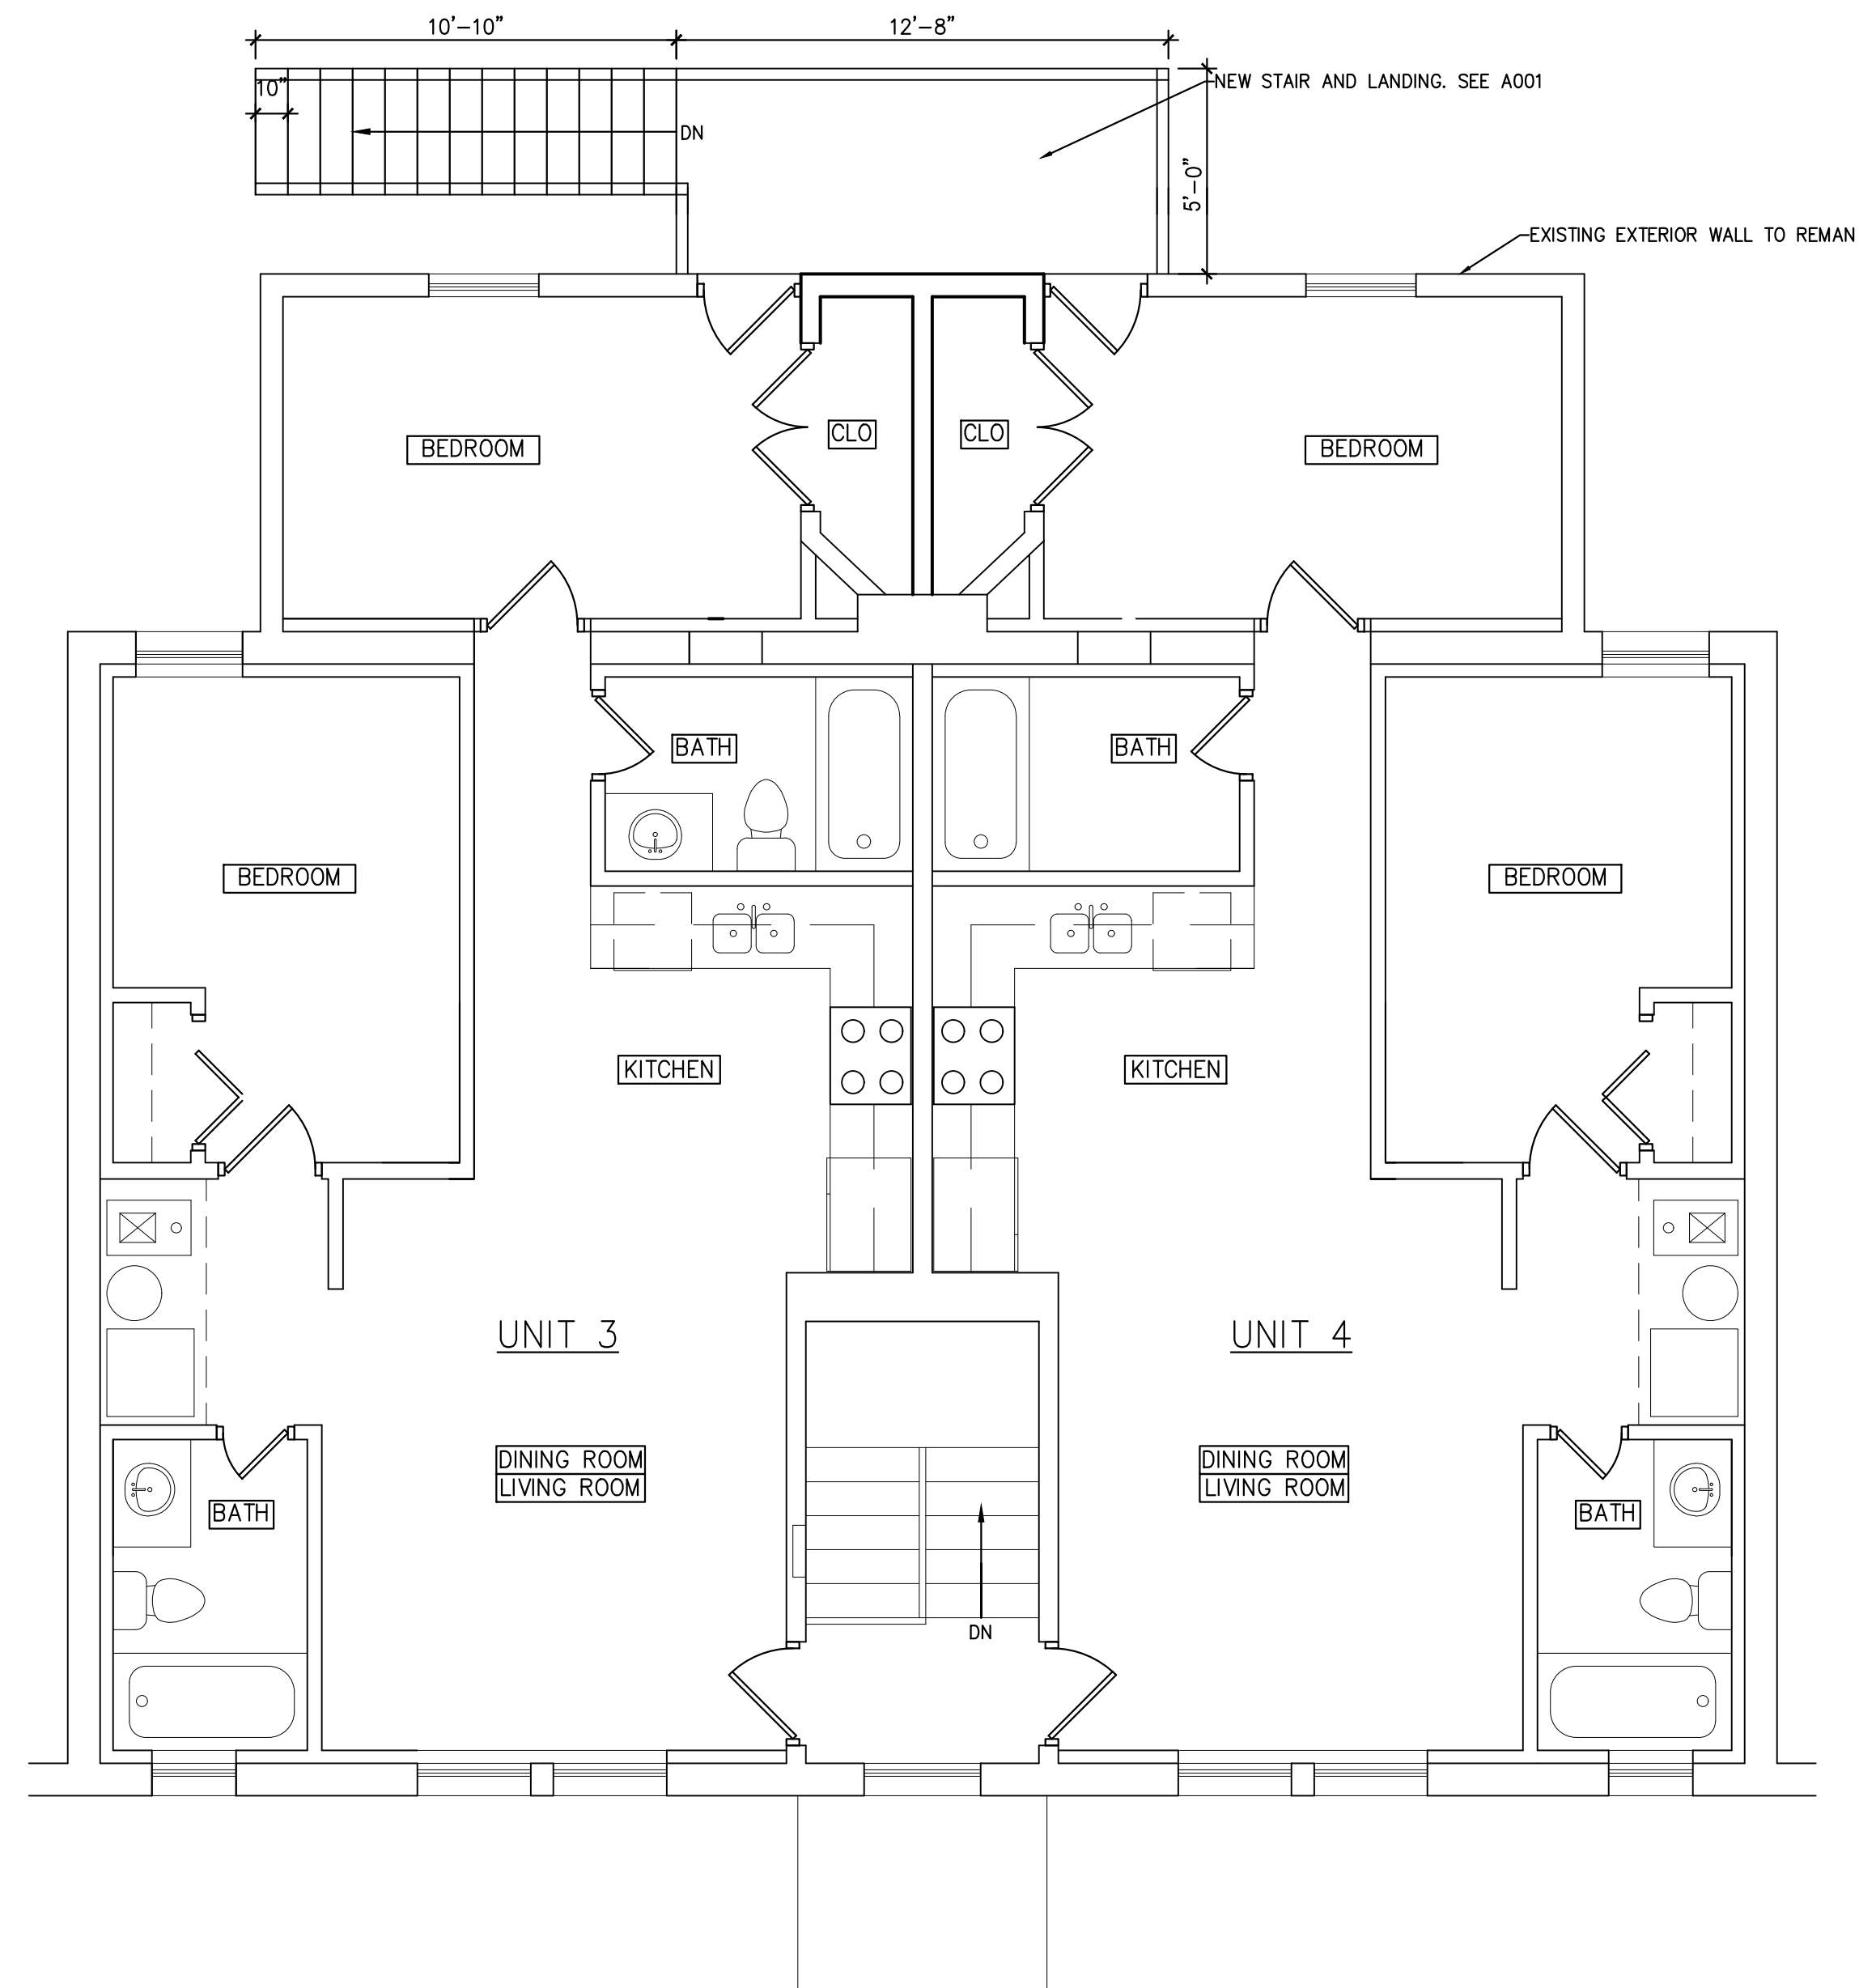 10'-10" 12'-8"
10"
NEW STAIR AND LANDING. SEE A001
DN
5'-0"
EXISTING EXTERIOR WALL TO REMAN
CLO CLO
BEDROOM BEDROOM
BATH BATH
BEDROOM BEDROOM
KITCHEN KITCHEN
UNIT 3 UNIT 4
DINING ROOM DINING ROOM
LIVING ROOM LIVING ROOM
BATH BATH
DN